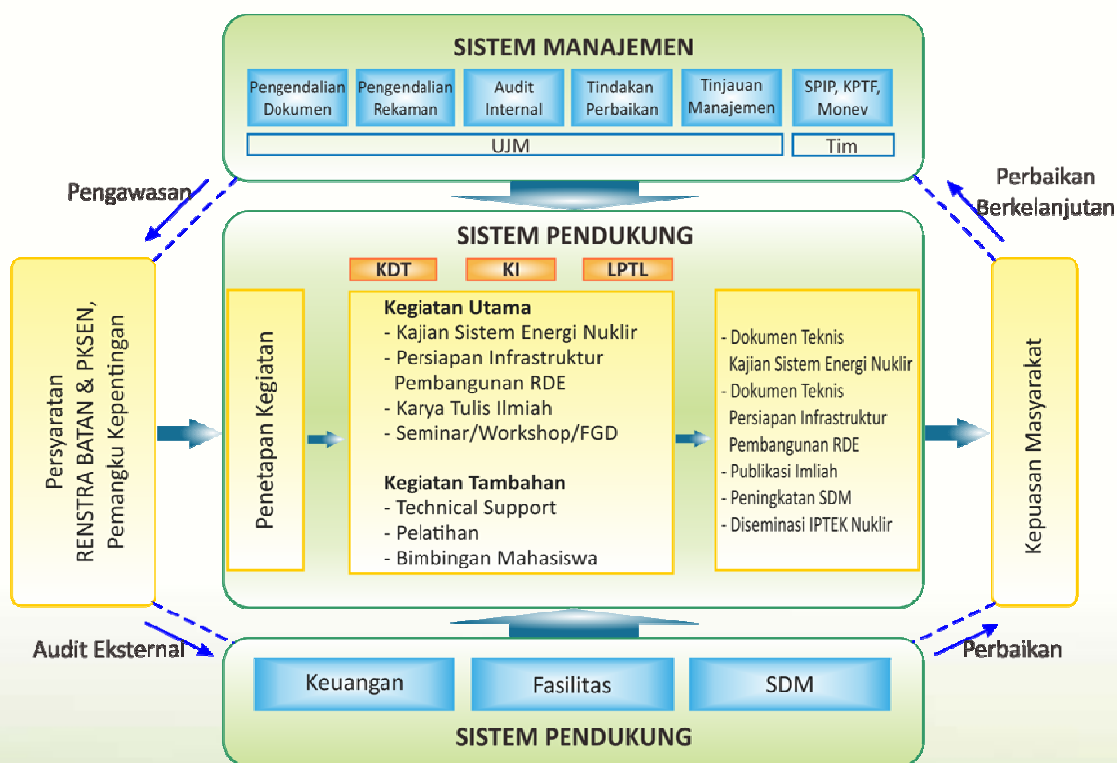 SISTEM MANAJEMEN
Pengendalian
Dokumen
Pengendalian
Rekaman
Audit
Internal
Tindakan
Perbaikan
Tinjauan
Manajemen
SPIP, KPTF,
Monev
UJM
Tim
Pengawasan
Perbaikan
Berkelanjutan
SISTEM PENDUKUNG
KDT
KI
LPTL
Persyaratan
RENSTRA BATAN & PKSEN,
Pemangku Kepentingan
Penetapan Kegiatan
Kegiatan Utama
- Kajian Sistem Energi Nuklir
- Persiapan Infrastruktur
Pembangunan RDE
- Karya Tulis Ilmiah
- Seminar/Workshop/FGD
Kegiatan Tambahan
- Technical Support
- Pelatihan
- Bimbingan Mahasiswa
- Dokumen Teknis
Kajian Sistem Energi Nuklir
- Dokumen Teknis
Persiapan Infrastruktur
Pembangunan RDE
- Publikasi Imliah
- Peningkatan SDM
- Diseminasi IPTEK Nuklir
Kepuasan Masyarakat
Audit Eksternal
Perbaikan
Keuangan
Fasilitas
SDM
SISTEM PENDUKUNG